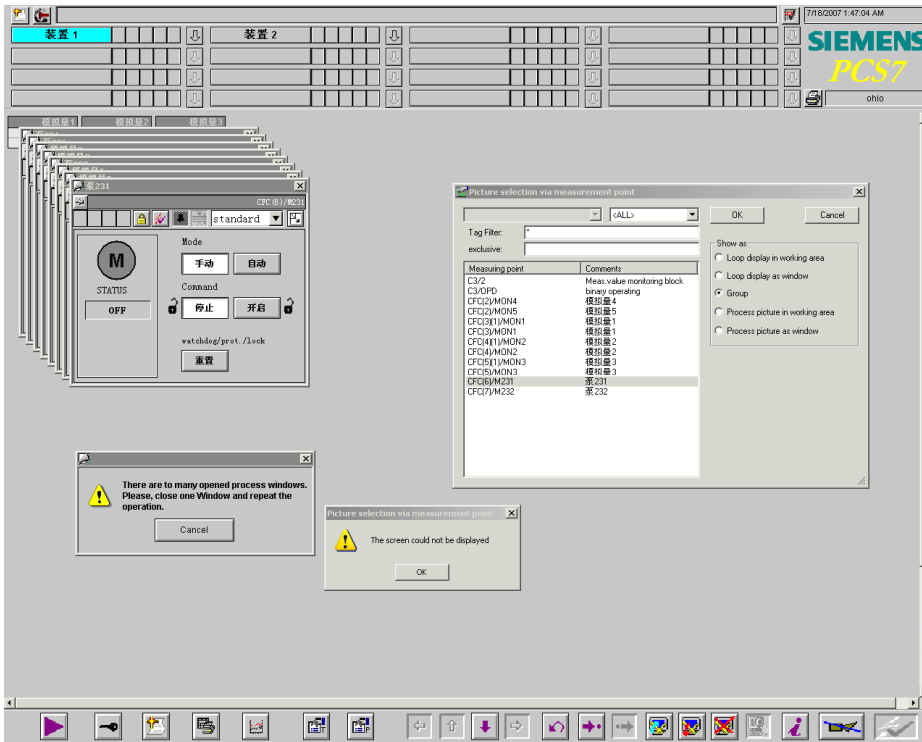 7/18/2007 1:47:04 AM
装置 1
装置 2
SIEMENS
PCS7
ohio
模拟量1 模拟量2 模拟量3
泵231
CFC(6)/M231
standard
M
STATUS
OFF
Mode
手动 自动
Command
停止 开启
watchdog/prot./lock
重置
Picture selection via measurement point
<ALL>
OK
Cancel
Tag Filter: *
exclusive:
Measuring point Comments
C3/2 Meas.value monitoring block
C3/OPD binary operating
CFC(2)/MON4 模拟量4
CFC(2)/MON5 模拟量5
CFC(3)(1)/MON1 模拟量1
CFC(3)/MON1 模拟量1
CFC(4)(1)/MON2 模拟量2
CFC(4)/MON2 模拟量2
CFC(5)(1)/MON3 模拟量3
CFC(5)/MON3 模拟量3
CFC(6)/M231 泵231
CFC(7)/M232 泵232
Show as
Loop display in working area
Loop display as window
Group
Process picture in working area
Process picture as window
There are to many opened process windows.
Please, close one Window and repeat the
operation.
Cancel
Picture selection via measurement point
The screen could not be displayed
OK